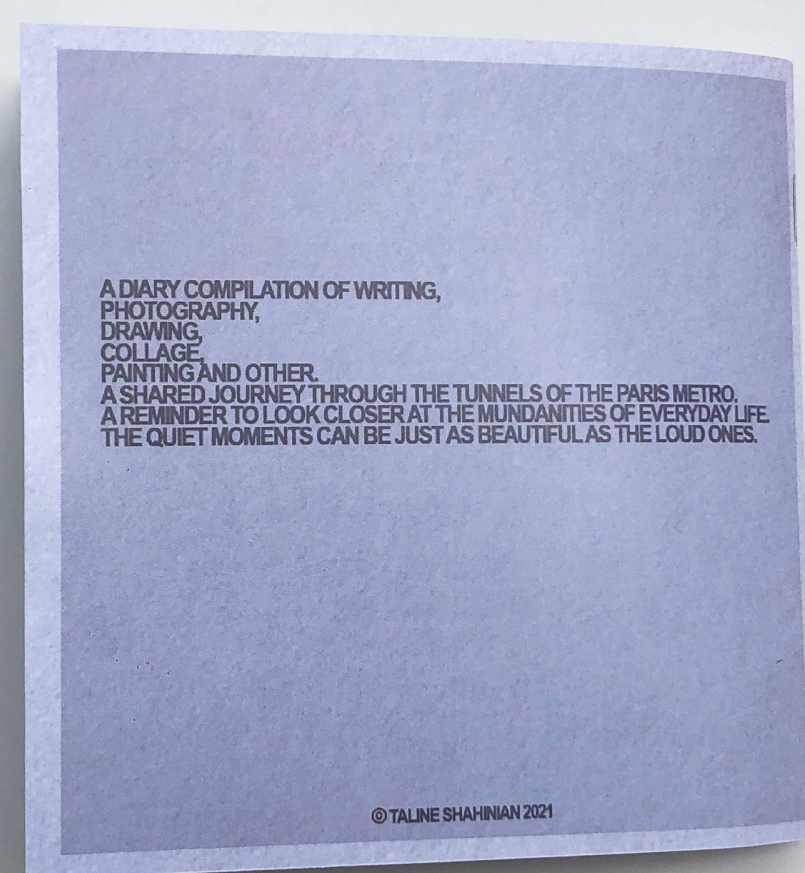 A DIARY COMPILATION OF WRITING,
PHOTOGRAPHY,
DRAWING,
COLLAGE,
PAINTING AND OTHER.
A SHARED JOURNEY THROUGH THE TUNNELS OF THE PARIS METRO.
A REMINDER TO LOOK CLOSER AT THE MUNDANITIES OF EVERYDAY LIFE.
THE QUIET MOMENTS CAN BE JUST AS BEAUTIFUL AS THE LOUD ONES.
© TALINE SHAHINIAN 2021